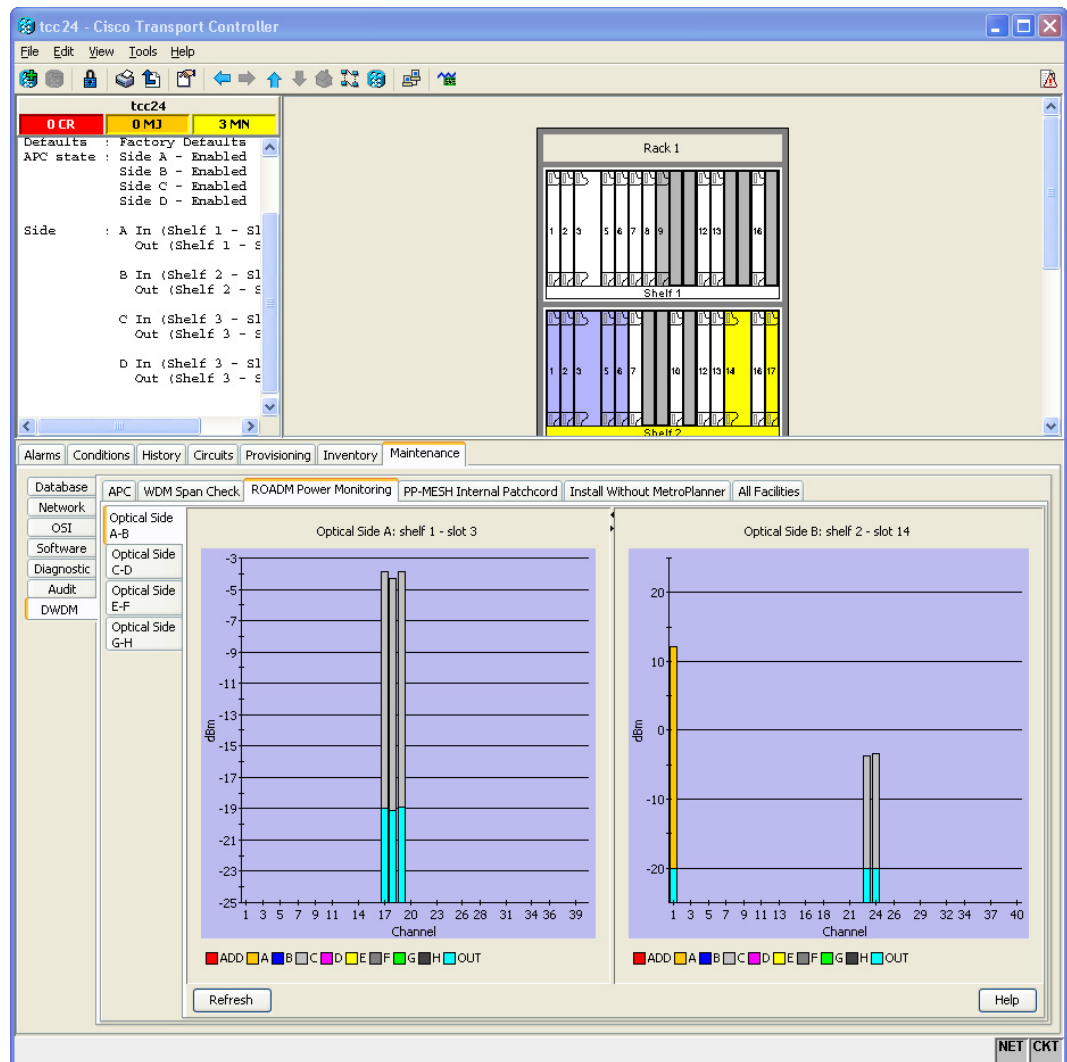 tcc24 - Cisco Transport Controller
File Edit View Tools Help
tcc24
0 CR 0 MJ 3 MN
Defaults : Factory Defaults
APC state : Side A - Enabled
Side B - Enabled
Side C - Enabled
Side D - Enabled
Side : A In (Shelf 1 - Sl
Out (Shelf 1 - S
B In (Shelf 2 - Sl
Out (Shelf 2 - S
C In (Shelf 3 - Sl
Out (Shelf 3 - S
D In (Shelf 3 - Sl
Out (Shelf 3 - S
Rack 1
1 2 3 5 6 7 8 9 12 13 16
Shelf 1
1 2 3 5 6 7 10 12 13 14 16 17
Shelf 2
Alarms Conditions History Circuits Provisioning Inventory Maintenance
Database
Network
OSI
Software
Diagnostic
Audit
DWDM
APC WDM Span Check ROADM Power Monitoring PP-MESH Internal Patchcord Install Without MetroPlanner All Facilities
Optical Side
A-B
Optical Side
C-D
Optical Side
E-F
Optical Side
G-H
Optical Side A: shelf 1 - slot 3
-3
-5
-7
-9
-11
-13
-15
-17
-19
-21
-23
-25
dBm
1 3 5 7 9 11 14 17 20 23 26 28 31 34 36 39
Channel
ADD A B C D E F G H OUT
Optical Side B: shelf 2 - slot 14
20
10
0
-10
-20
dBm
1 3 5 7 9 11 13 16 18 21 24 26 29 32 34 37 40
Channel
ADD A B C D E F G H OUT
Refresh
Help
NET CKT